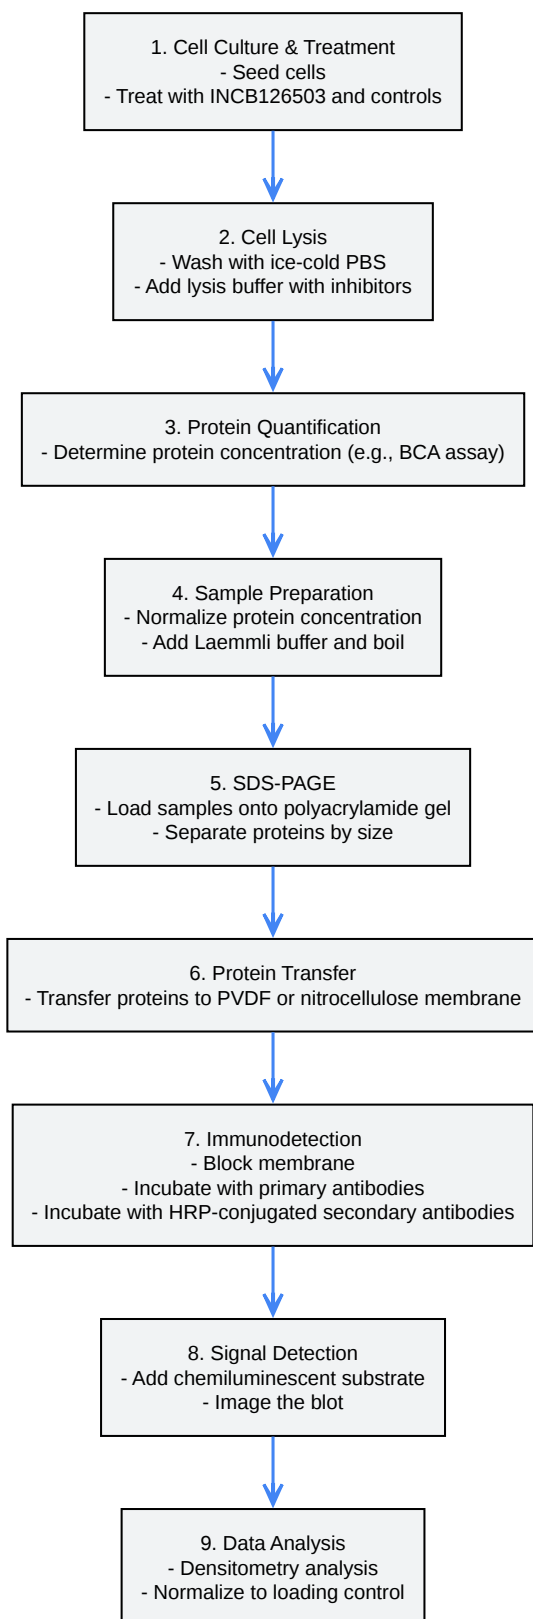 1. Cell Culture & Treatment
- Seed cells
- Treat with INCB126503 and controls
2. Cell Lysis
- Wash with ice-cold PBS
- Add lysis buffer with inhibitors
3. Protein Quantification
- Determine protein concentration (e.g., BCA assay)
4. Sample Preparation
- Normalize protein concentration
- Add Laemmli buffer and boil
5. SDS-PAGE
- Load samples onto polyacrylamide gel
- Separate proteins by size
6. Protein Transfer
- Transfer proteins to PVDF or nitrocellulose membrane
7. Immunodetection
- Block membrane
- Incubate with primary antibodies
- Incubate with HRP-conjugated secondary antibodies
8. Signal Detection
- Add chemiluminescent substrate
- Image the blot
9. Data Analysis
- Densitometry analysis
- Normalize to loading control